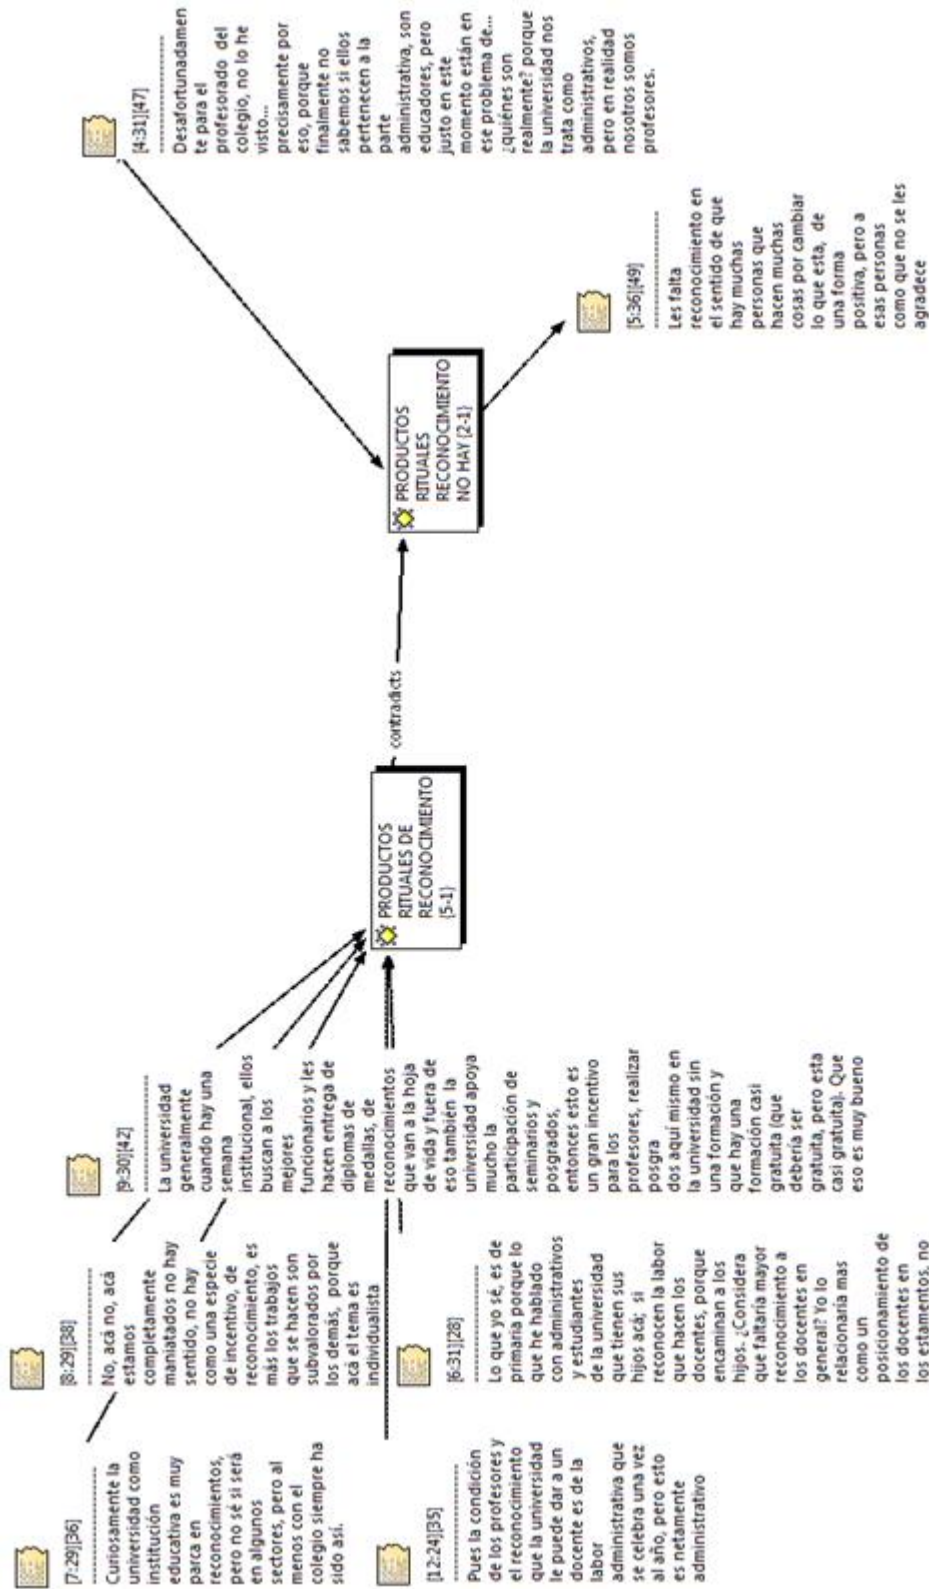 [7:29][36]
Curiosamente la
universidad como
institución
educativa es muy
parca en
reconocimientos,
pero no sé si será
en algunos
sectores, pero al
menos con el
colegio siempre ha
sido así.
[8:29][38]
No, acá no, acá
estamos
completamente
maniatados no hay
sentido, no hay
como una especie
de incentivo, de
reconocimiento, es
más los trabajos
que se hacen son
subvalorados por
los demás, porque
acá el tema es
individualista
[9:30][42]
La universidad
generalmente
cuando hay una
semana
institucional, ellos
buscan a los
mejores
funcionarios y les
hacen entrega de
diplomas de
medallas, de
reconocimientos
que van a la hoja
de vida y fuera de
eso también la
universidad apoya
mucho la
participación de
seminarios y
posgrados,
entonces esto es
un gran incentivo
para los
profesores, realizar
posgra
dos aquí mismo en
la universidad sin
una formación y
que hay una
formación casi
gratuita (que
debería ser
gratuita, pero esta
casi gratuita). Que
eso es muy bueno
[12:24][35]
Pues la condición
de los profesores y
el reconocimiento
que la universidad
le puede dar a un
docente es de la
labor
administrativa que
se celebra una vez
al año, pero esto
es netamente
administrativo
[6:31][28]
Lo que yo sé, es de
primaria porque lo
que he hablado
con administrativos
y estudiantes
de la universidad
que tienen sus
hijos acá; si
reconocen la labor
que hacen los
docentes, porque
encaminan a los
hijos. ¿Considera
que faltaría mayor
reconocimiento a
los docentes en
general? Yo lo
relacionaria mas
como un
posicionamiento de
los docentes en
los estamentos, no
PRODUCTOS
RITUALES DE
RECONOCIMIENTO
{5-1}
contradicts
PRODUCTOS
RITUALES
RECONOCIMIENTO
NO HAY {2-1}
[4:31][47]
Desafortunadamen
te para el
profesorado del
colegio, no lo he
visto...
precisamente por
eso, porque
finalmente no
sabemos si ellos
pertenecen a la
parte
administrativa, son
educadores, pero
justo en este
momento están en
ese problema de...
¿quiénes son
realmente? porque
la universidad nos
trata como
administrativos,
pero en realidad
nosotros somos
profesores.
[5:36][49]
Les falta
reconocimiento en
el sentido de que
hay muchas
personas que
hacen muchas
cosas por cambiar
lo que esta, de
una forma
positiva, pero a
esas personas
como que no se les
agradece